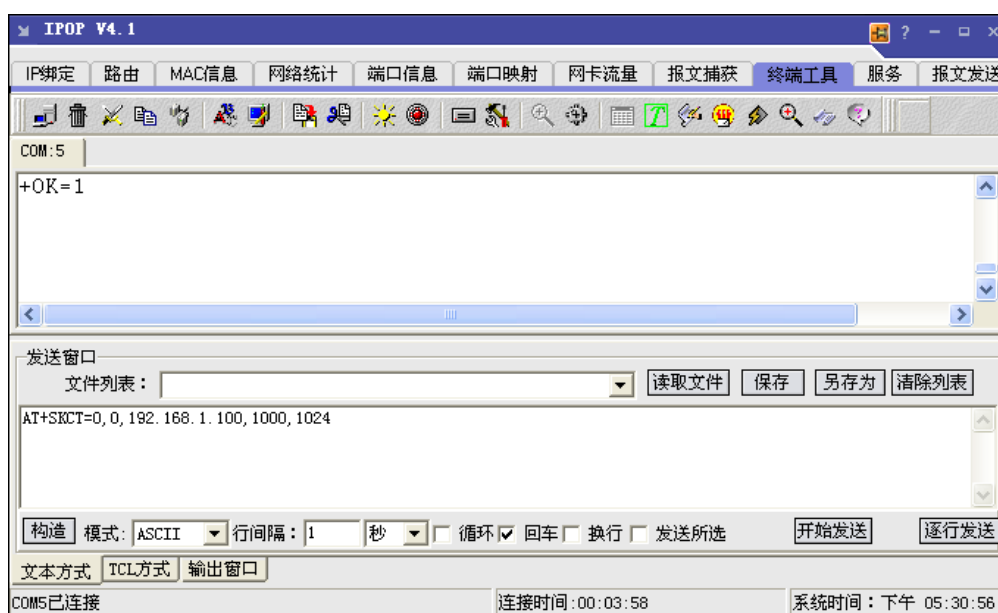 IPOP V4.1
IP绑定 路由 MAC信息 网络统计 端口信息 端口映射 网卡流量 报文捕获 终端工具 服务 报文发送
COM:5
+OK=1
发送窗口
文件列表： 读取文件 保存 另存为 清除列表
AT+SKCT=0,0,192.168.1.100,1000,1024
构造 模式: ASCII 行间隔：1 秒 循环 回车 换行 发送所选 开始发送 逐行发送
文本方式 TCL方式 输出窗口
COM5已连接 连接时间:00:03:58 系统时间：下午 05:30:56